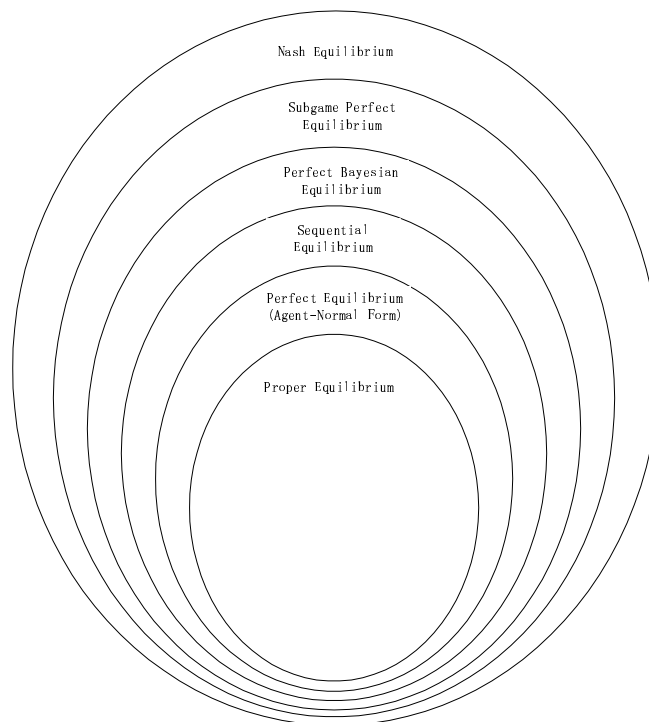 Nash Equilibrium
Subgame Perfect
Equilibrium
Perfect Bayesian
Equilibrium
Sequential
Equilibrium
Perfect Equilibrium
(Agent-Normal Form)
Proper Equilibrium